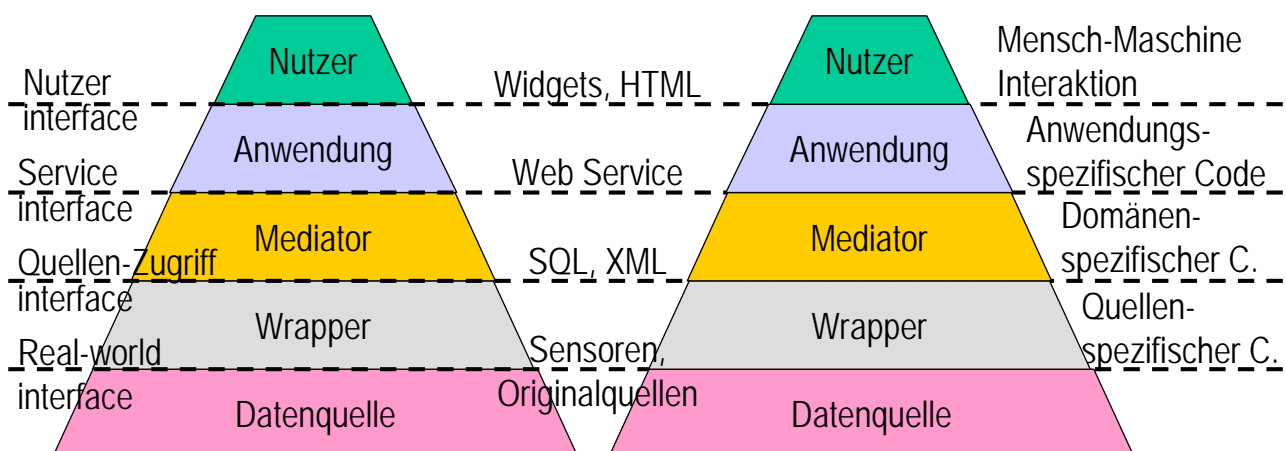 Nutzer
Nutzer
Mensch-Maschine
Interaktion
Nutzer
interface
Widgets, HTML
Anwendung
Anwendung
Anwendungs-
spezifischer Code
Service
interface
Web Service
Mediator
Mediator
Domänen-
spezifischer C.
Quellen-Zugriff
interface
SQL, XML
Wrapper
Wrapper
Quellen-
spezifischer C.
Real-world
interface
Sensoren,
Originalquellen
Datenquelle
Datenquelle